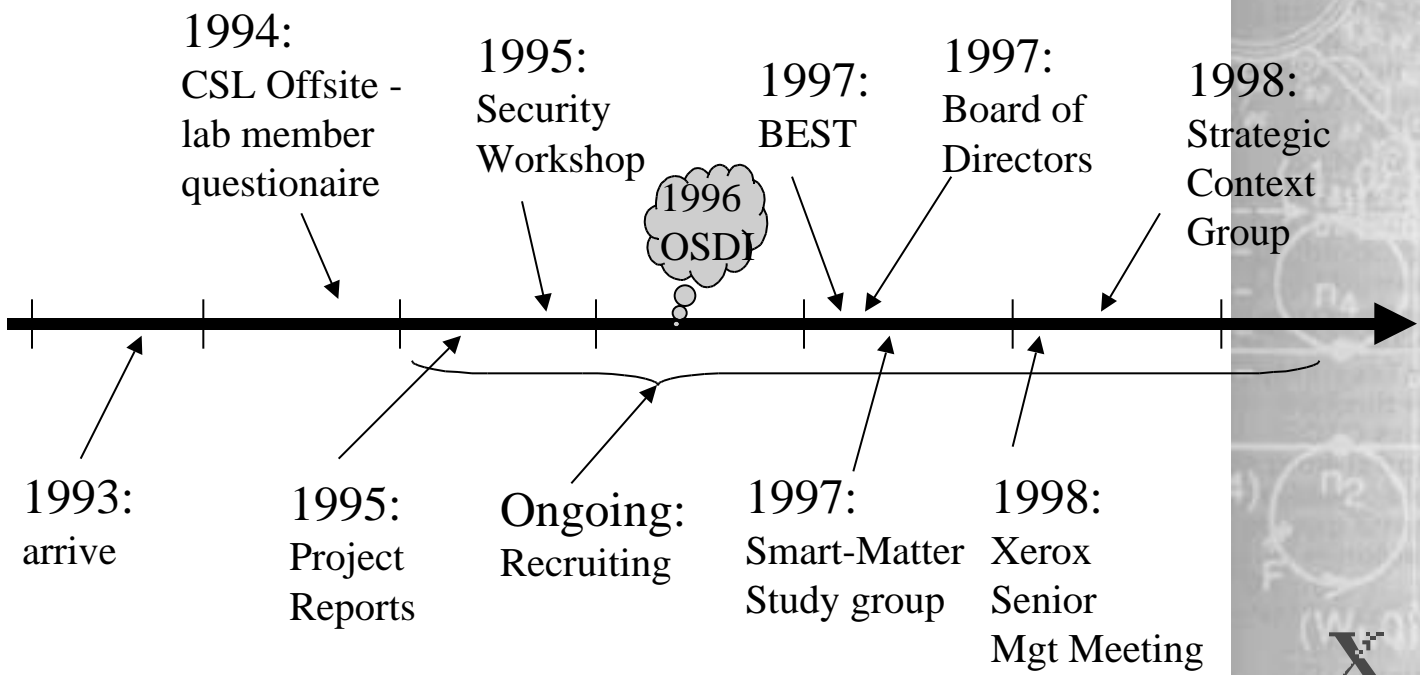 1994:
CSL Offsite -
lab member
questionaire
1995:
Security
Workshop
1996
OSDI
1997:
BEST
1997:
Board of
Directors
1998:
Strategic
Context
Group
1993:
arrive
1995:
Project
Reports
Ongoing:
Recruiting
1997:
Smart-Matter
Study group
1998:
Xerox
Senior
Mgt Meeting
n4
n2
F
X